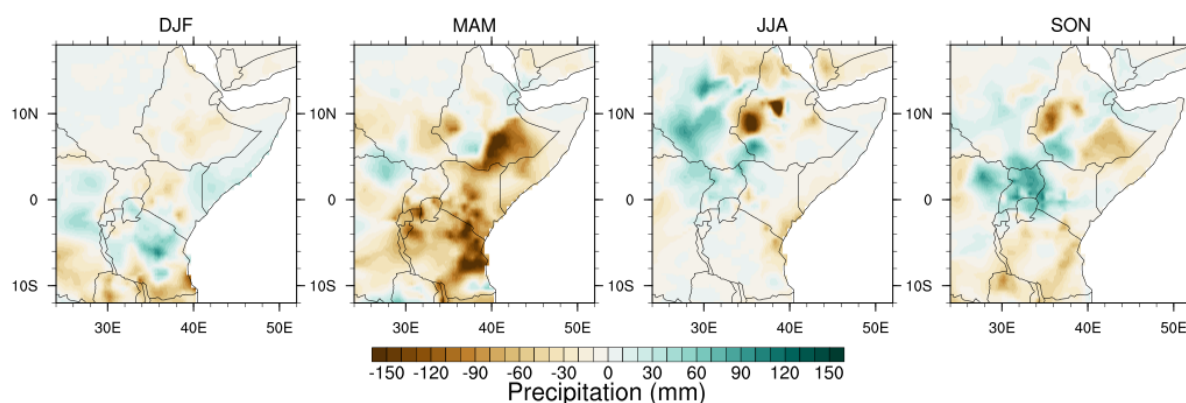 DJF MAM JJA SON
10N 10N 10N 10N
0 0 0 0
10S 10S 10S 10S
30E 40E 50E 30E 40E 50E 30E 40E 50E 30E 40E 50E
-150 -120 -90 -60 -30 0 30 60 90 120 150
Precipitation (mm)